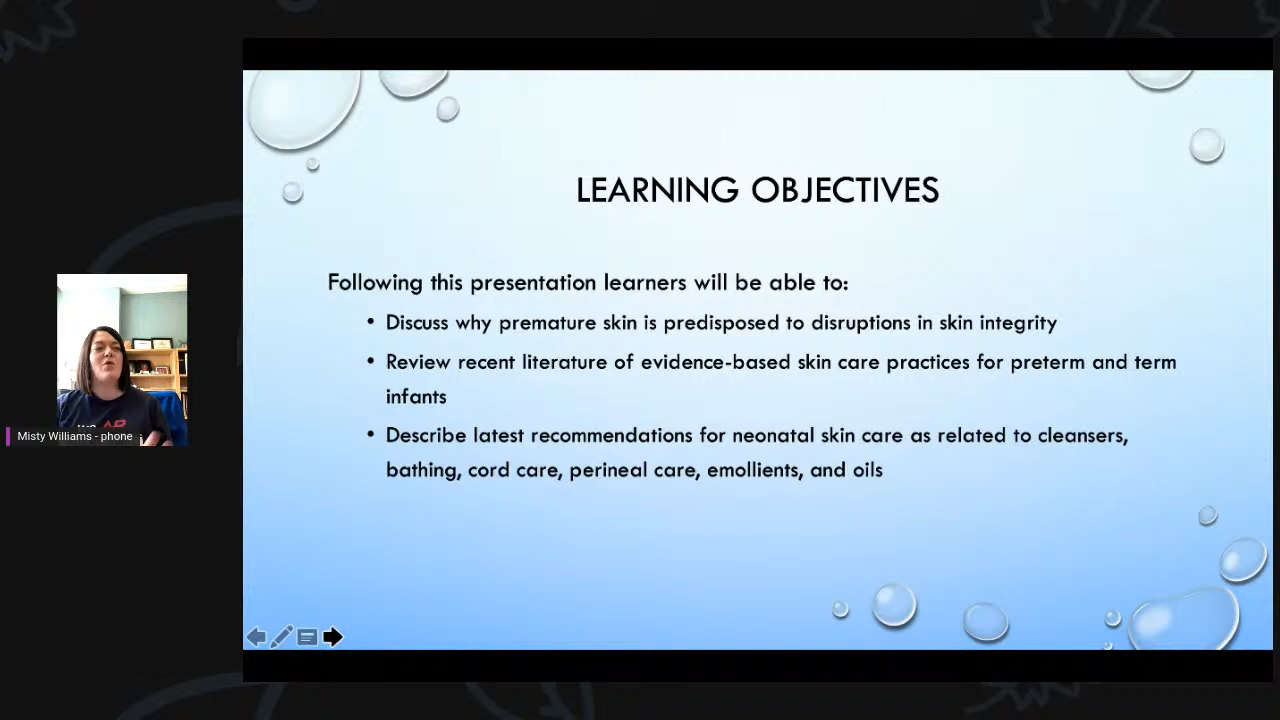 LEARNING OBJECTIVES
Following this presentation learners will be able to:
• Discuss why premature skin is predisposed to disruptions in skin integrity
• Review recent literature of evidence-based skin care practices for preterm and term
infants
• Describe latest recommendations for neonatal skin care as related to cleansers,
bathing, cord care, perineal care, emollients, and oils
Misty Williams - phone